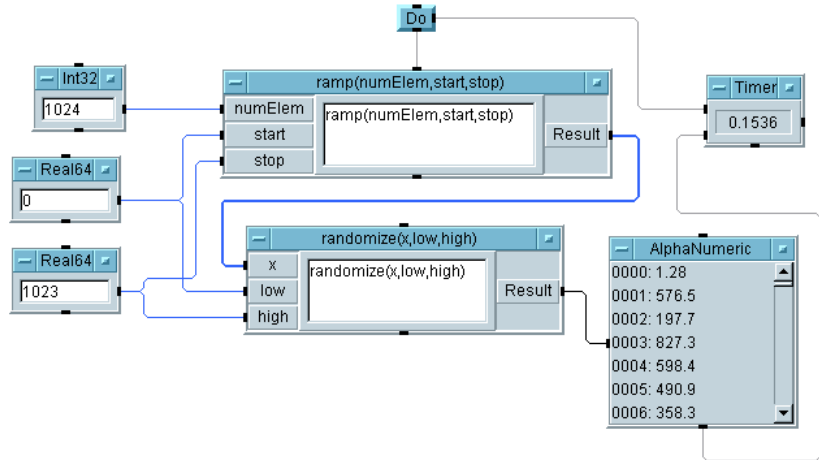 Do
Int32
1024
ramp(numElem,start,stop)
numElem
start
stop
ramp(numElem,start,stop)
Result
Timer
0.1536
Real64
0
Real64
1023
randomize(x,low,high)
x
low
high
randomize(x,low,high)
Result
AlphaNumeric
0000: 1.28
0001: 576.5
0002: 197.7
0003: 827.3
0004: 598.4
0005: 490.9
0006: 358.3